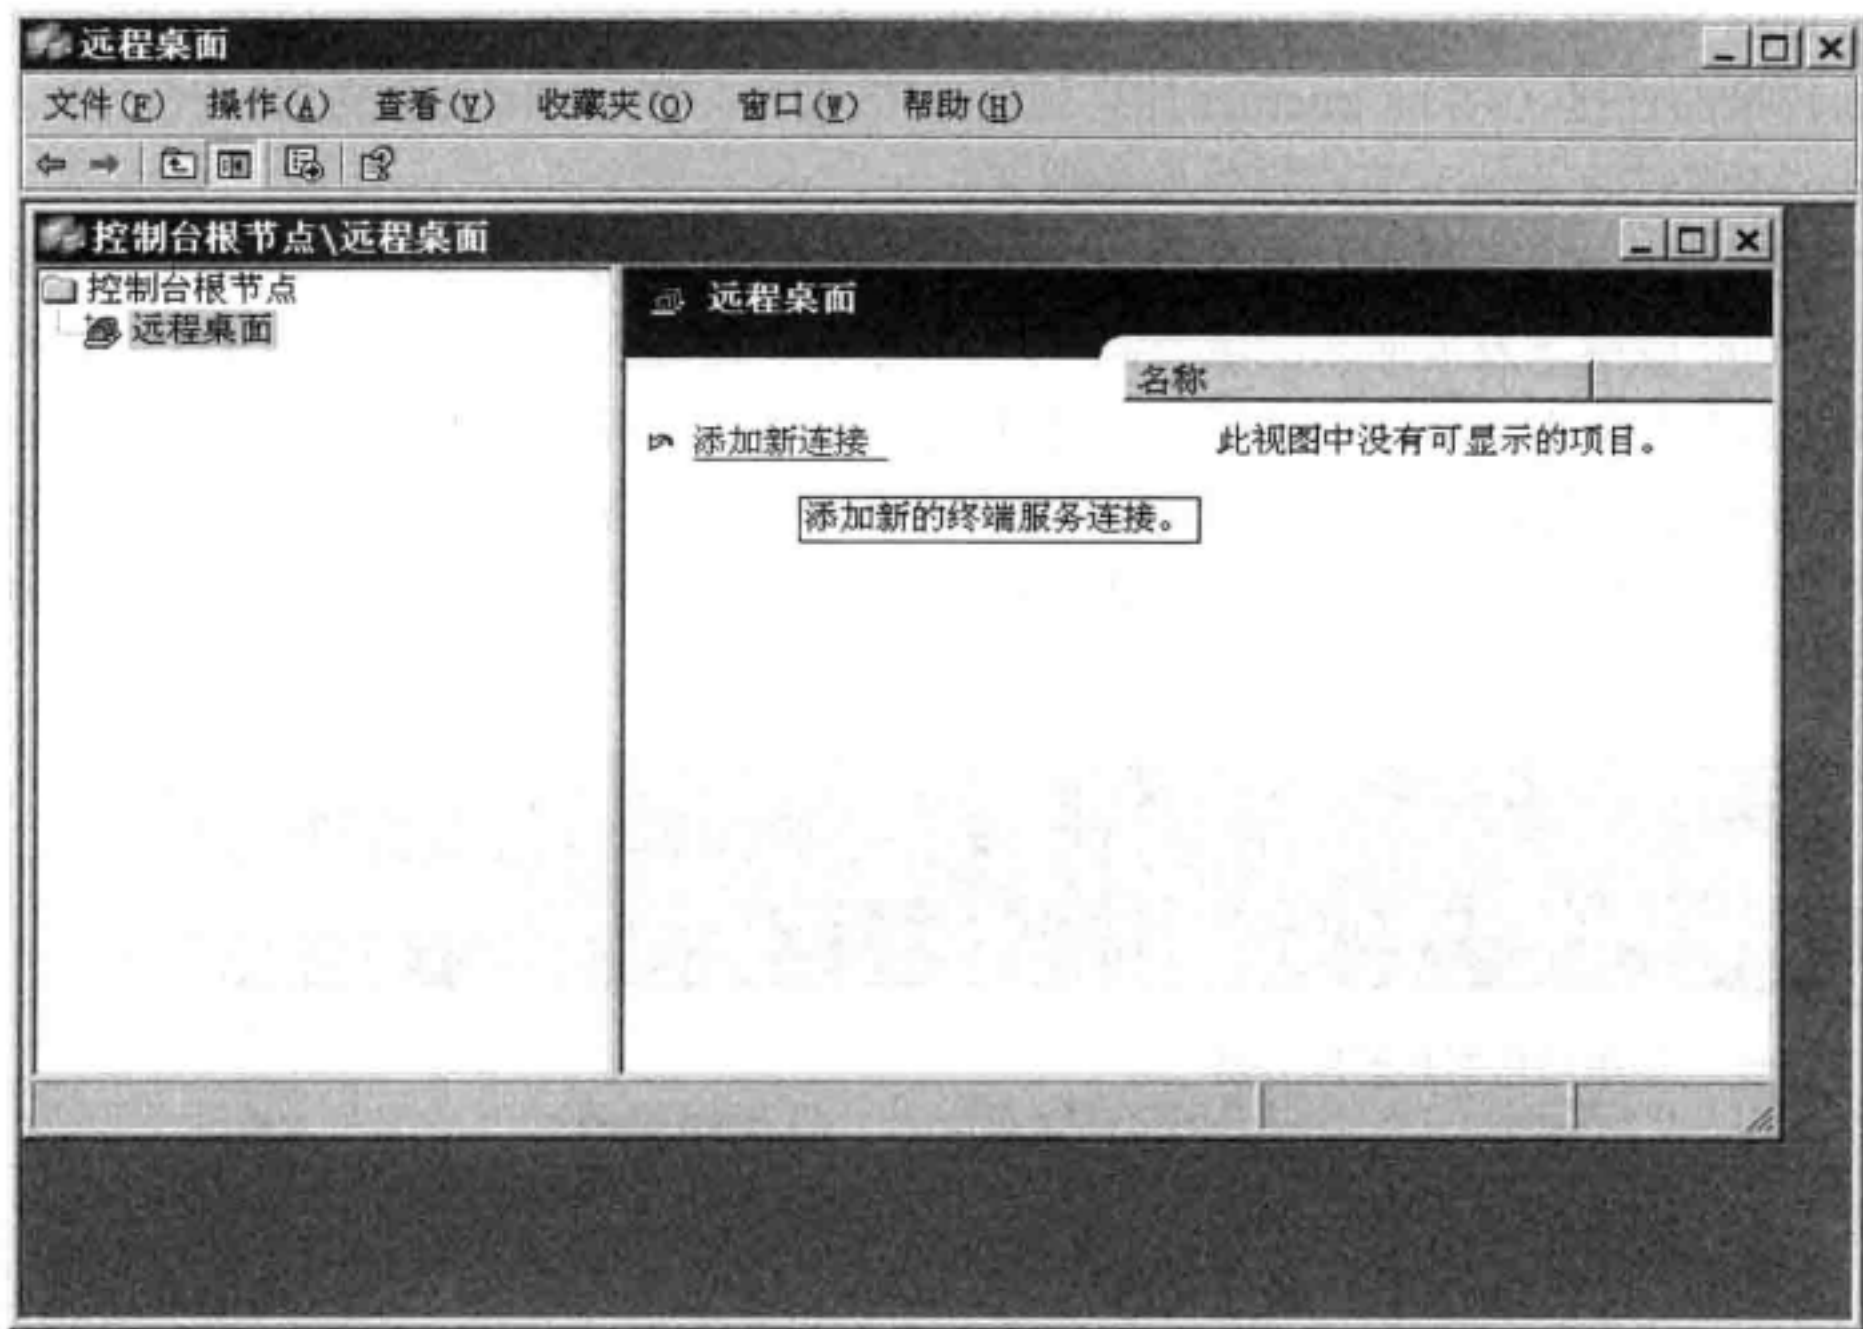 远程桌面
文件(F) 操作(A) 查看(V) 收藏夹(O) 窗口(W) 帮助(H)
控制台根节点\远程桌面
控制台根节点
远程桌面
远程桌面
名称
添加新连接
此视图中没有可显示的项目。
添加新的终端服务连接。